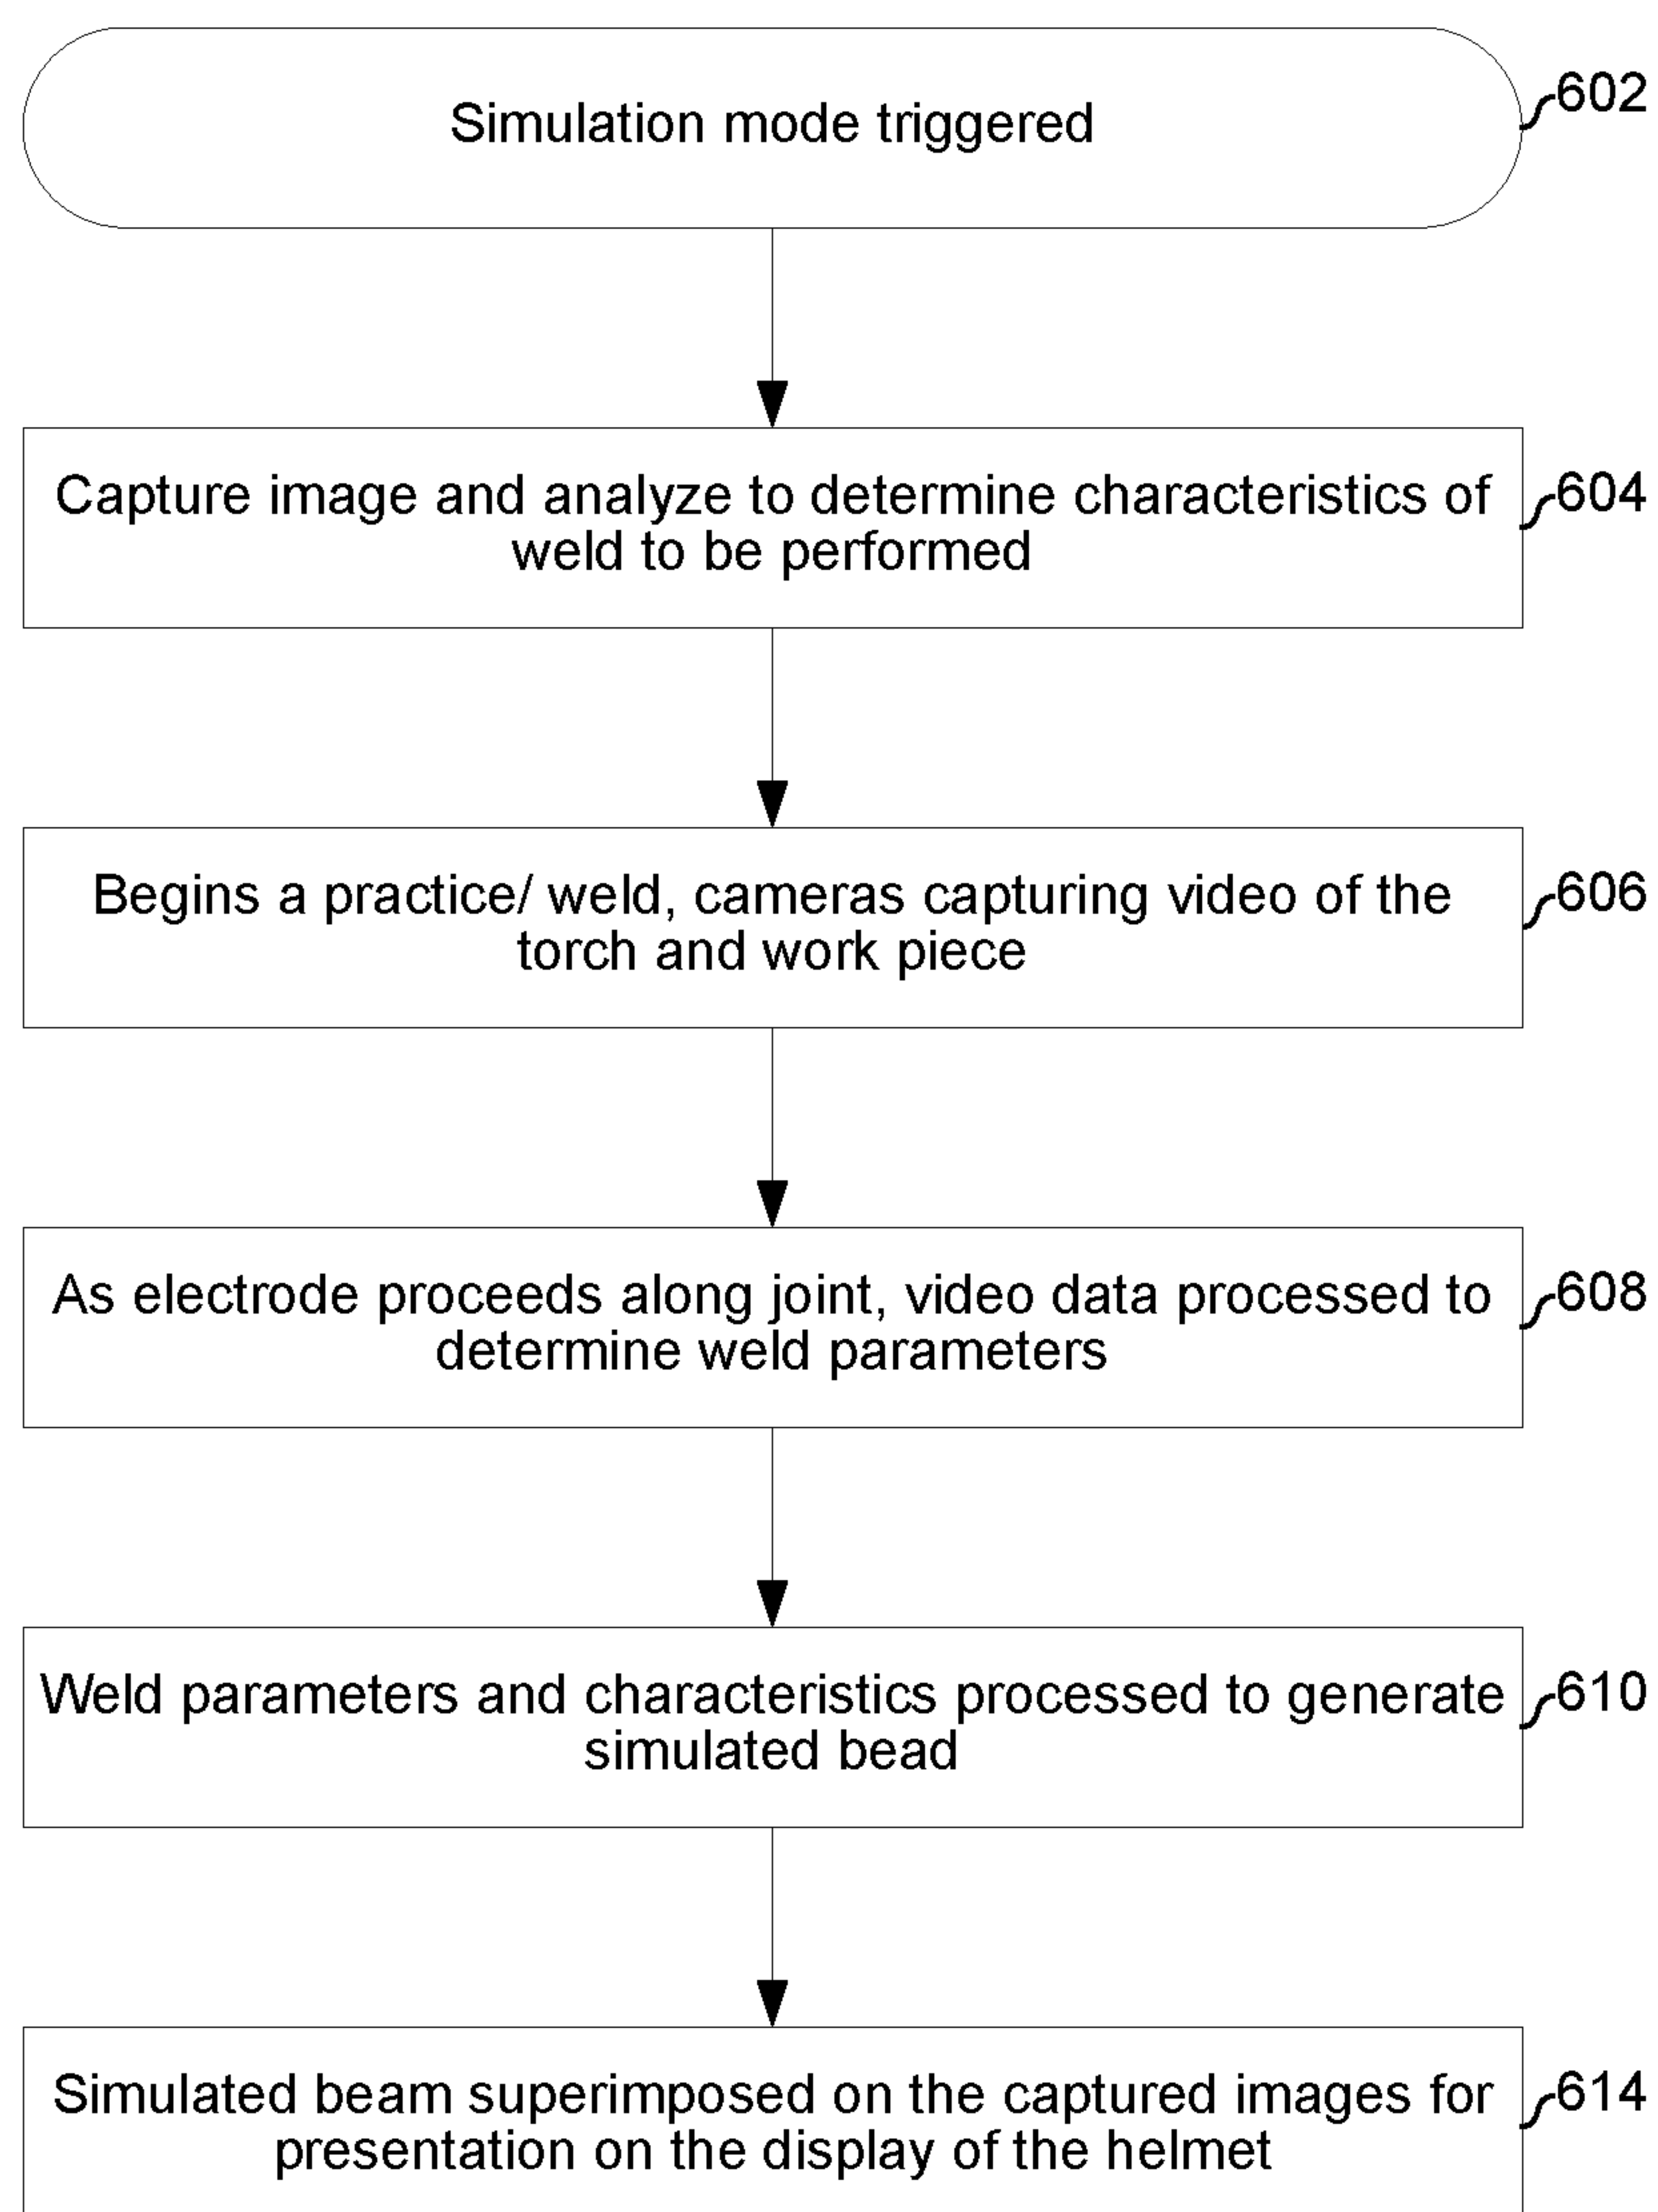 Simulation mode triggered
602
Capture image and analyze to determine characteristics of
weld to be performed
604
Begins a practice/ weld, cameras capturing video of the
torch and work piece
606
As electrode proceeds along joint, video data processed to
determine weld parameters
608
Weld parameters and characteristics processed to generate
simulated bead
610
Simulated beam superimposed on the captured images for
presentation on the display of the helmet
614